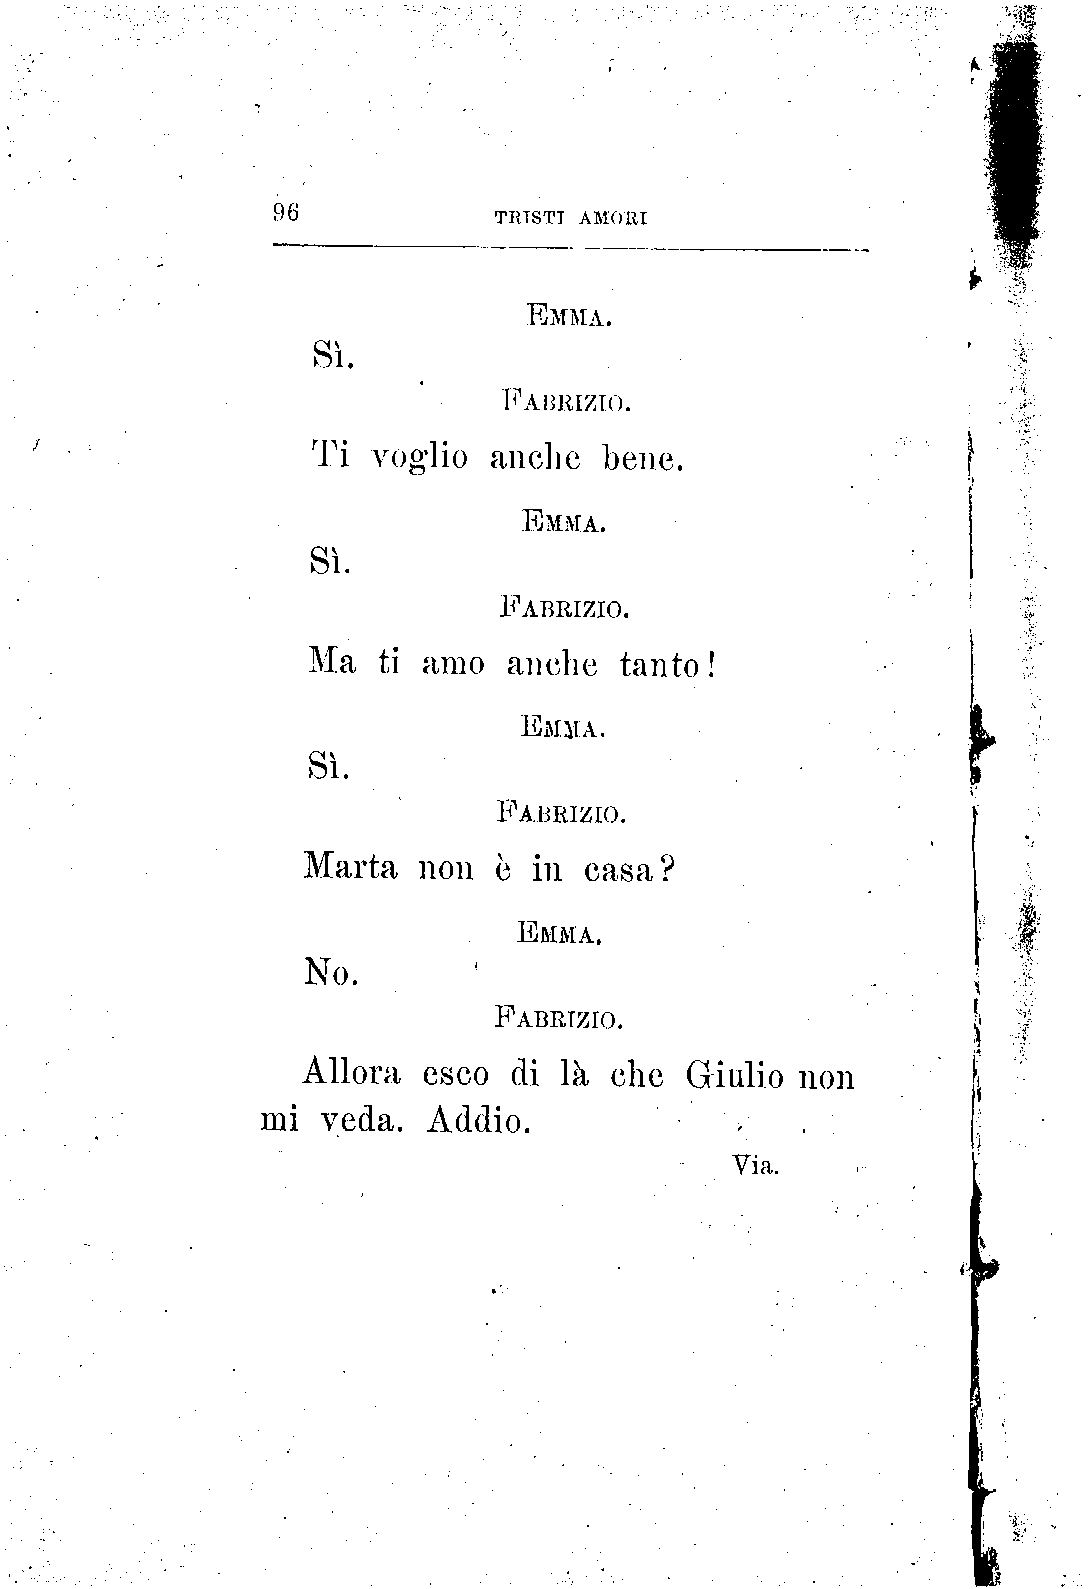 96 TRISTI AMORI
EMMA.
Sì.
FABRIZIO.
Ti voglio anche bene.
EMMA.
Sì.
FABRIZIO.
Ma ti amo anche tanto!
EMMA.
Sì.
FABRIZIO.
Marta non è in casa?
EMMA.
No.
FABRIZIO.
Allora esco di là che Giulio non
mi veda. Addio.
Via.